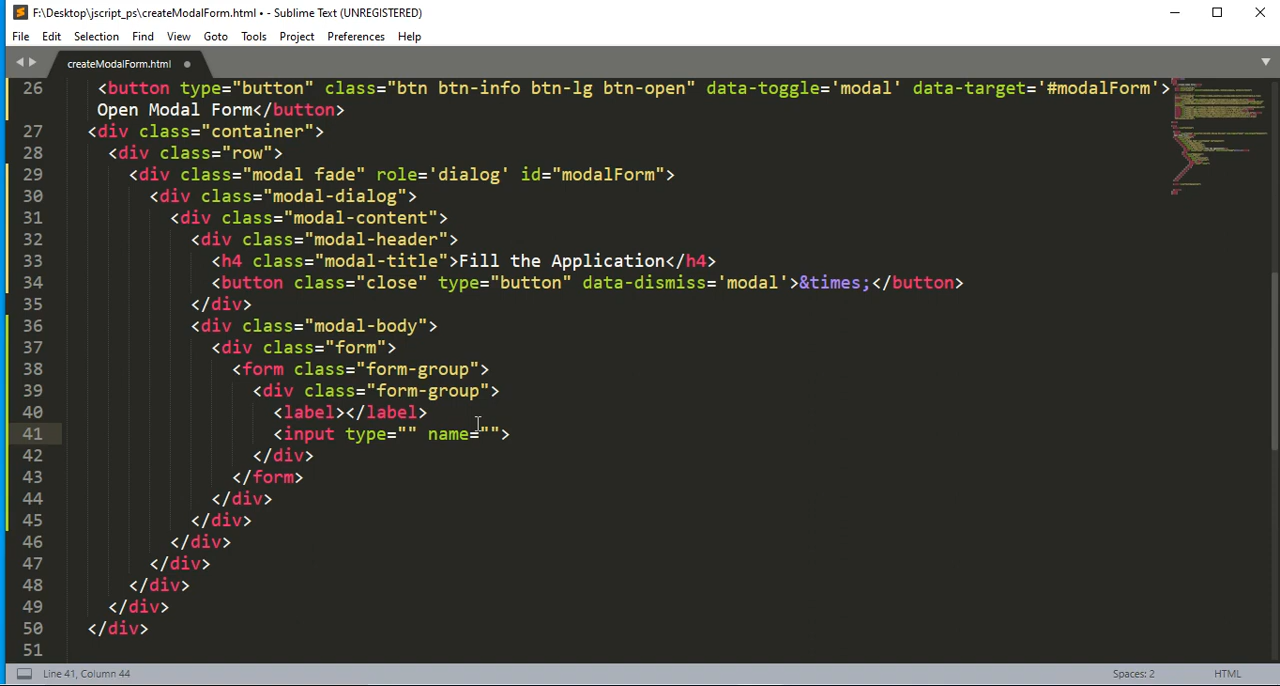 F:\Desktop\jscript_ps\createModalForm.html • - Sublime Text (UNREGISTERED)
File Edit Selection Find View Goto Tools Project Preferences Help
createModalForm.html
26 <button type="button" class="btn btn-info btn-lg btn-open" data-toggle='modal' data-target='#modalForm'>
Open Modal Form</button>
27 <div class="container">
28 <div class="row">
29 <div class="modal fade" role='dialog' id="modalForm">
30 <div class="modal-dialog">
31 <div class="modal-content">
32 <div class="modal-header">
33 <h4 class="modal-title">Fill the Application</h4>
34 <button class="close" type="button" data-dismiss='modal'>&times;</button>
35 </div>
36 <div class="modal-body">
37 <div class="form">
38 <form class="form-group">
39 <div class="form-group">
40 <label></label>
41 <input type="" name="">
42 </div>
43 </form>
44 </div>
45 </div>
46 </div>
47 </div>
48 </div>
49 </div>
50 </div>
51
Line 41, Column 44 Spaces: 2 HTML